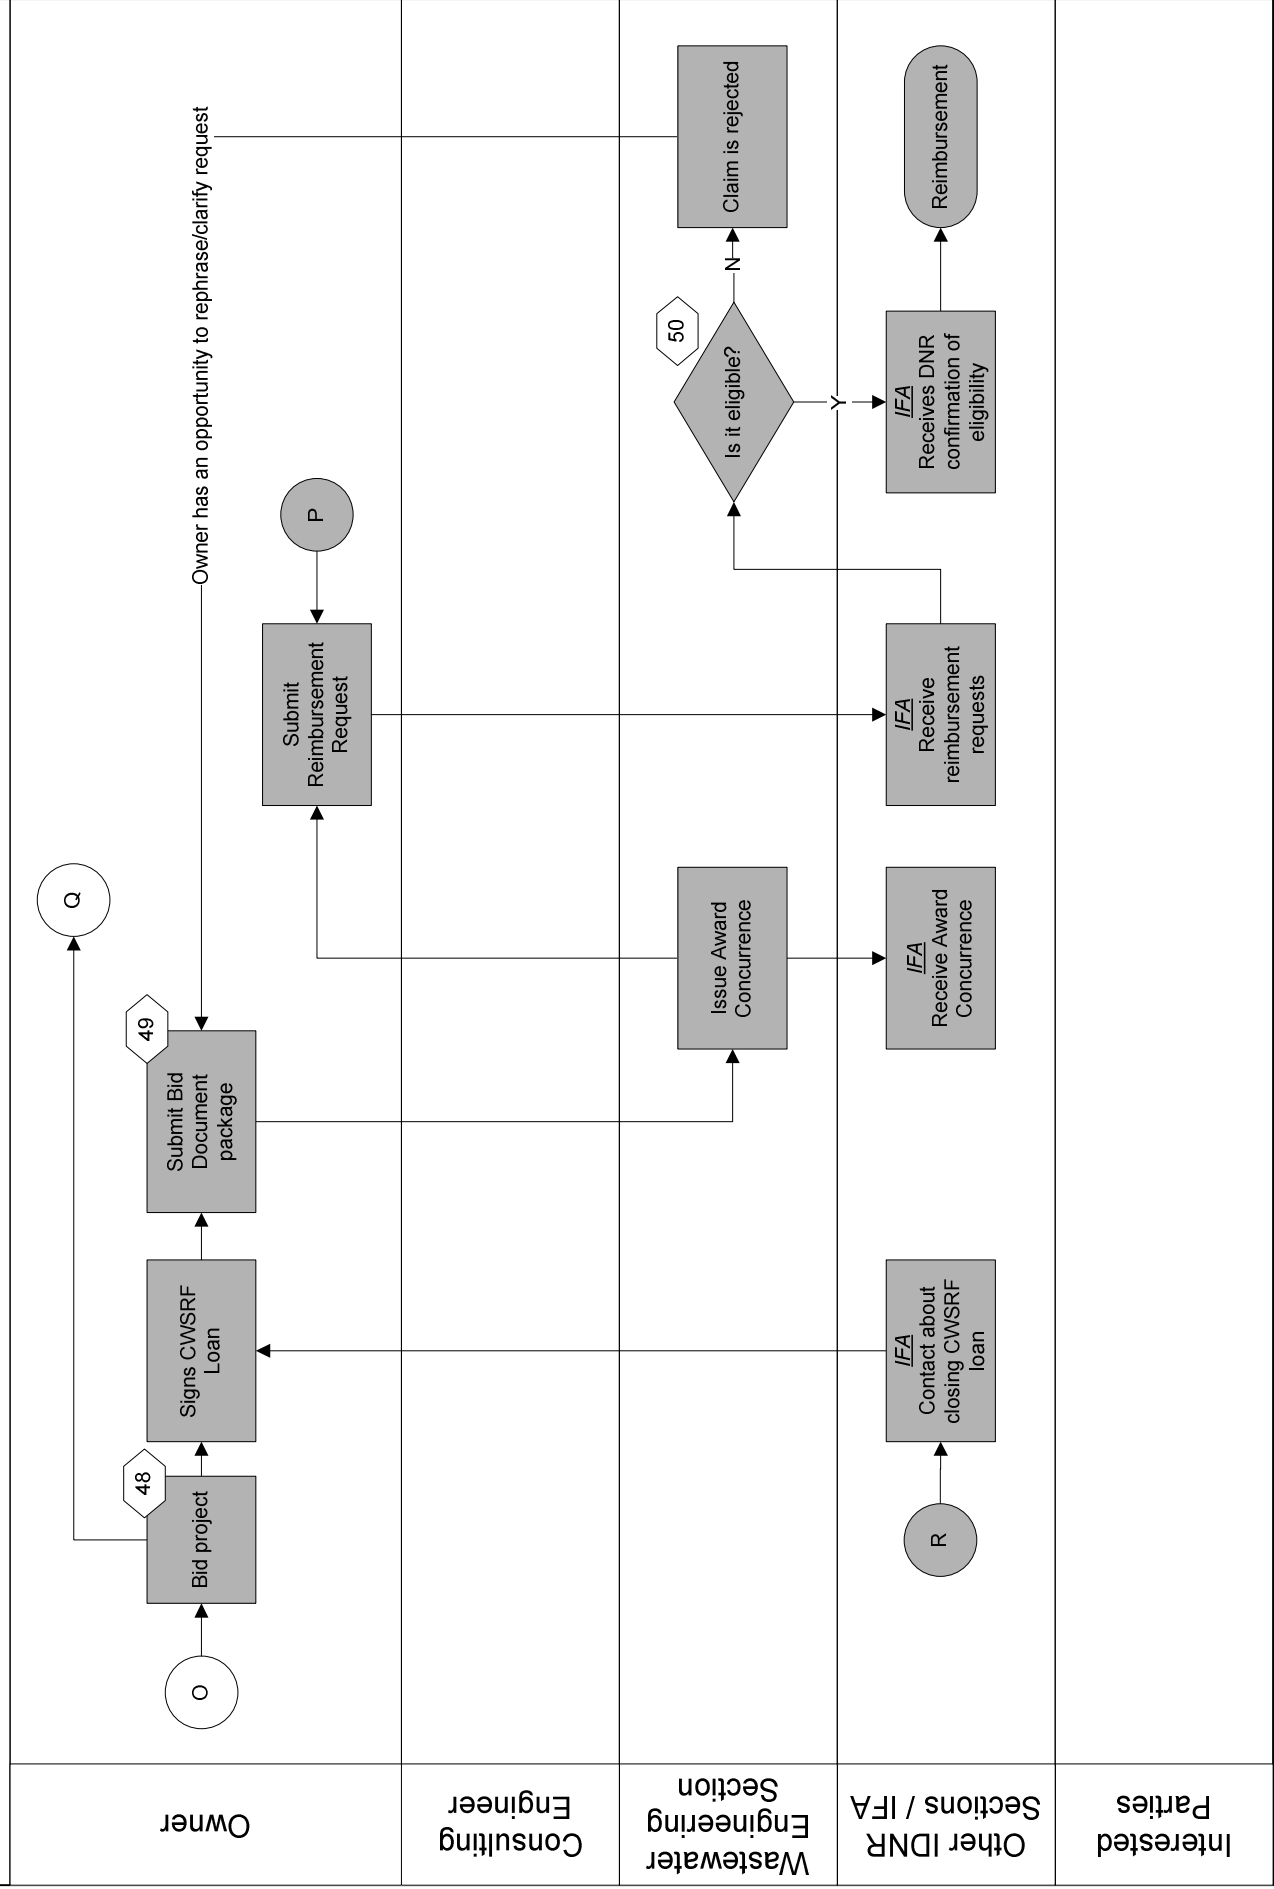 Owner
O
Bid project
48
Q
Signs CWSRF
Loan
Submit Bid
Document
package
49
Owner has an opportunity to rephrase/clarify request
Submit
Reimbursement
Request
P
Consulting
Engineer
Wastewater
Engineering
Section
Issue Award
Concurrence
Is it eligible?
50
N
Y
Claim is rejected
Other IDNR
Sections / IFA
R
IFA
Contact about
closing CWSRF
loan
IFA
Receive Award
Concurrence
IFA
Receive
reimbursement
requests
IFA
Receives DNR
confirmation of
eligibility
Reimbursement
Interested
Parties